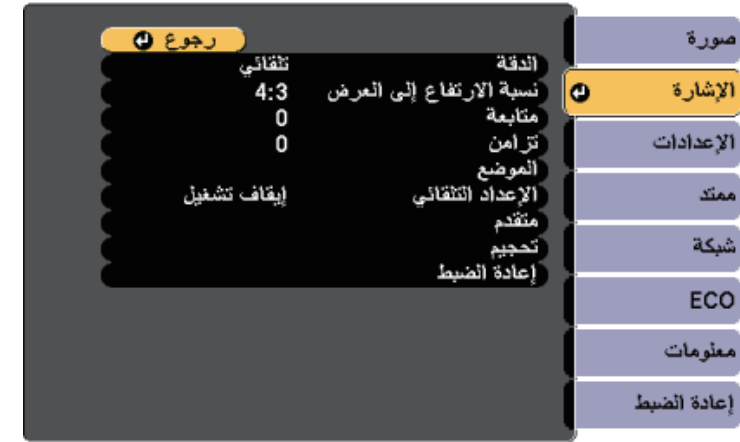 صورة
الإشارة
الإعدادات
ممتد
شبكة
ECO
معلومات
إعادة الضبط
رجوع
الدقة تلقائي
نسبة الارتفاع إلى العرض 4:3
متابعة 0
تزامن 0
الموضع
الإعداد التلقائي إيقاف تشغيل
متقدم
تحجيم
إعادة الضبط